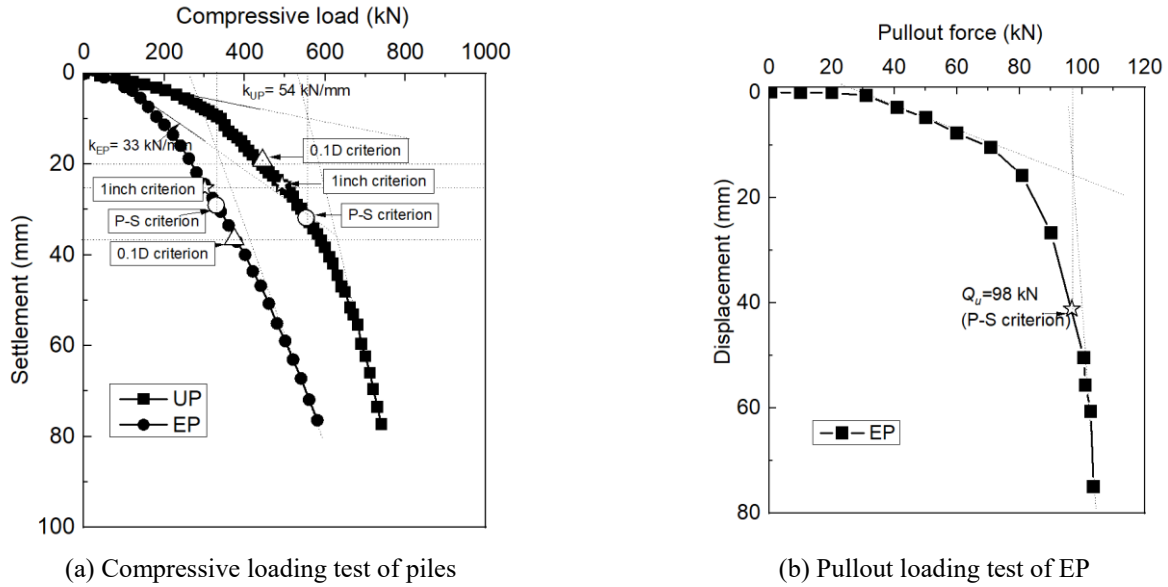 Compressive load (kN)
0 200 400 600 800 1000
0
20
40
60
80
100
Settlement (mm)
kUP= 54 kN/mm
kEP= 33 kN/mm
0.1D criterion
1inch criterion
1inch criterion
P-S criterion
P-S criterion
0.1D criterion
UP
EP
(a) Compressive loading test of piles
Pullout force (kN)
0 20 40 60 80 100 120
0
20
40
60
80
Displacement (mm)
Qu=98 kN
(P-S criterion)
EP
(b) Pullout loading test of EP